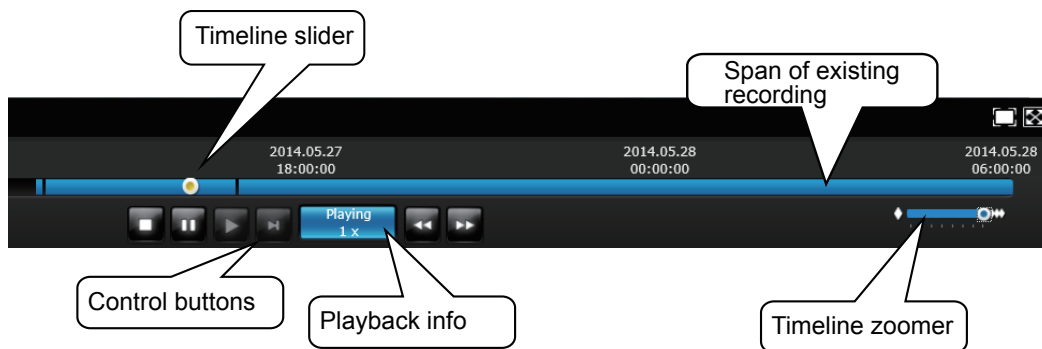 Timeline slider
Span of existing
recording
2014.05.27
18:00:00
2014.05.28
00:00:00
2014.05.28
06:00:00
Playing
1 x
Control buttons
Playback info
Timeline zoomer